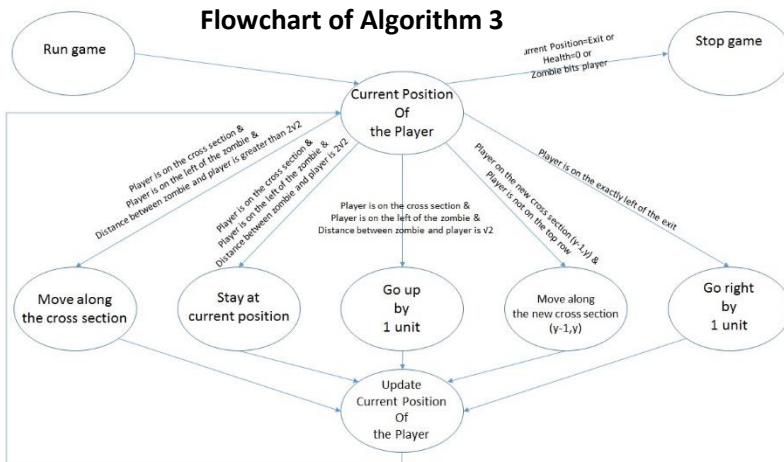 Flowchart of Algorithm 3
Run game
Stop game
urrent Position=Exit or
Health=0 or
Zombie bits player
Current Position
Of
the Player
Player is on the cross section &
Player is on the left of the zombie &
Distance between zombie and player is greater than 2√2
Player is on the cross section &
Player is on the left of the zombie &
Distance between zombie and player is 2√2
Player is on the cross section &
Player is on the left of the zombie &
Distance between zombie and player is √2
Player on the new cross section (y-1,y) &
Player is not on the top row
Player is on the exactly left of the exit
Move along
the cross section
Stay at
current position
Go up
by
1 unit
Move along
the new cross section
(y-1,y)
Go right
by
1 unit
Update
Current Position
Of
the Player